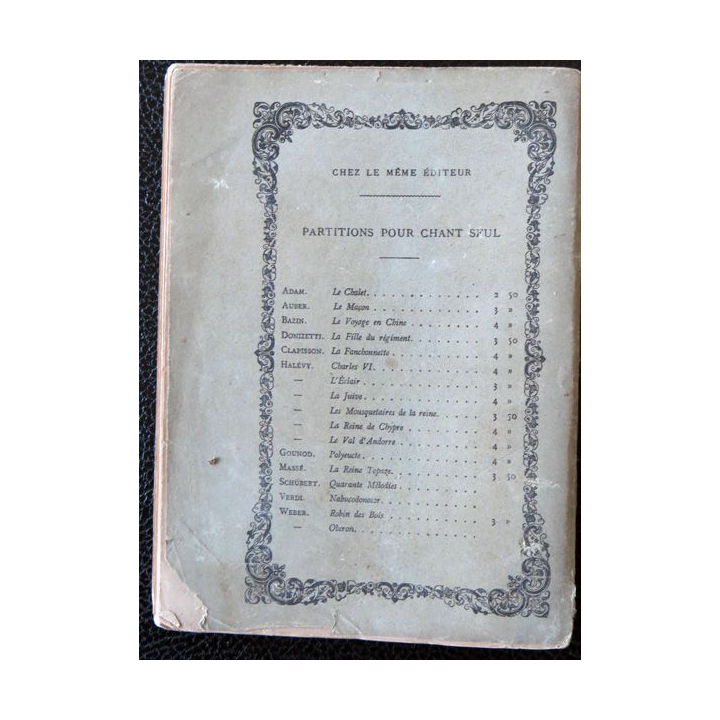 CHEZ LE MÊME ÉDITEUR
PARTITIONS POUR CHANT SEUL
ADAM. Le Chalet. 2 50
AUBER. Le Maçon 3 »
BAZIN. Le Voyage en Chine 4 »
DONIZETTI. La Fille du régiment. 3 50
CLAPISSON. La Fanchonnette 4 »
HALÉVY. Charles VI. 4 »
— L'Éclair 3 »
— La Juive 4 »
— Les Mousquetaires de la reine. 3 50
— La Reine de Chypre 4 »
— Le Val d'Andorre 4 »
GOUNOD. Polyeucte. 4 »
MASSÉ. La Reine Topaze. 3 50
SCHUBERT. Quarante Mélodies
VERDI. Nabucodonosor.
WEBER. Robin des Bois 3 »
— Oberon.